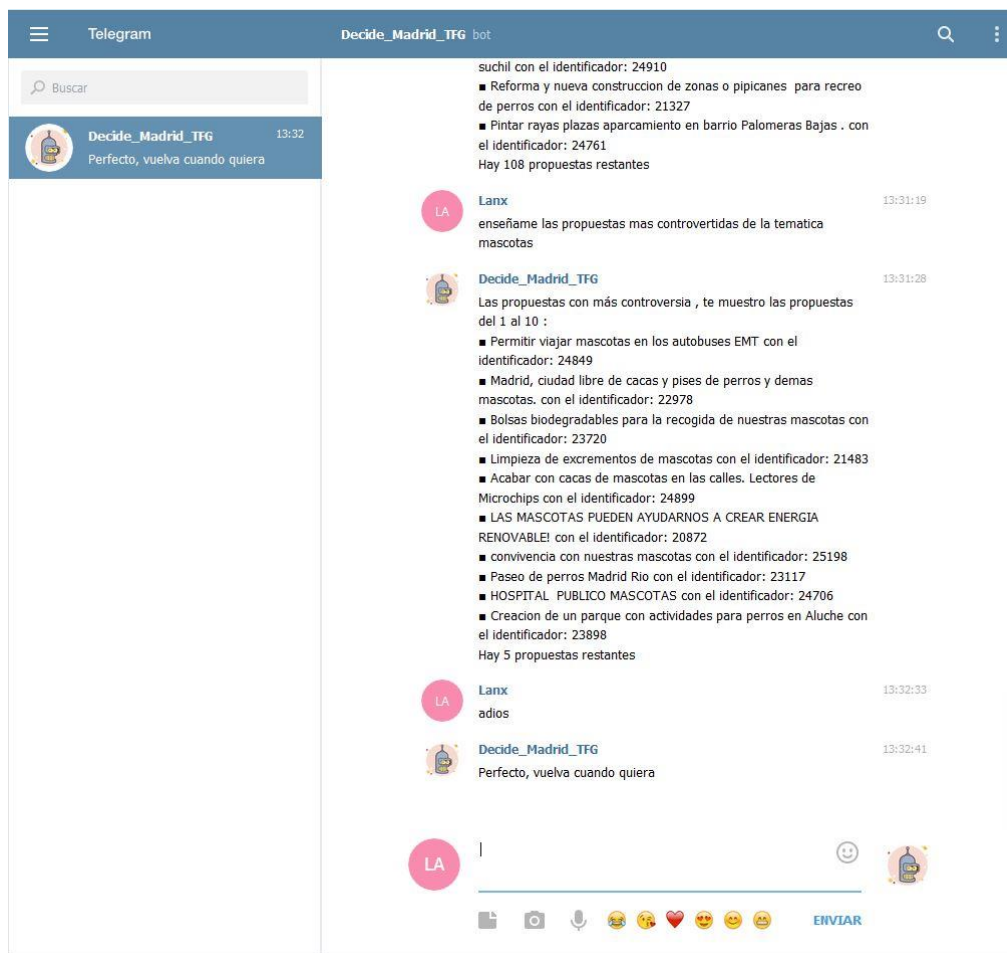 Telegram
Decide_Madrid_TFG bot
Buscar
Decide_Madrid_TFG 13:32
Perfecto, vuelva cuando quiera
suchil con el identificador: 24910
■ Reforma y nueva construccion de zonas o pipicanes para recreo
de perros con el identificador: 21327
■ Pintar rayas plazas aparcamiento en barrio Palomeras Bajas . con
el identificador: 24761
Hay 108 propuestas restantes
LA
Lanx 13:31:19
enseñame las propuestas mas controvertidas de la tematica
mascotas
Decide_Madrid_TFG 13:31:28
Las propuestas con más controversia , te muestro las propuestas
del 1 al 10 :
■ Permitir viajar mascotas en los autobuses EMT con el
identificador: 24849
■ Madrid, ciudad libre de cacas y pises de perros y demas
mascotas. con el identificador: 22978
■ Bolsas biodegradables para la recogida de nuestras mascotas con
el identificador: 23720
■ Limpieza de excrementos de mascotas con el identificador: 21483
■ Acabar con cacas de mascotas en las calles. Lectores de
Microchips con el identificador: 24899
■ LAS MASCOTAS PUEDEN AYUDARNOS A CREAR ENERGIA
RENOVABLE! con el identificador: 20872
■ convivencia con nuestras mascotas con el identificador: 25198
■ Paseo de perros Madrid Rio con el identificador: 23117
■ HOSPITAL PUBLICO MASCOTAS con el identificador: 24706
■ Creacion de un parque con actividades para perros en Aluche con
el identificador: 23898
Hay 5 propuestas restantes
LA
Lanx 13:32:33
adios
Decide_Madrid_TFG 13:32:41
Perfecto, vuelva cuando quiera
LA
ENVIAR